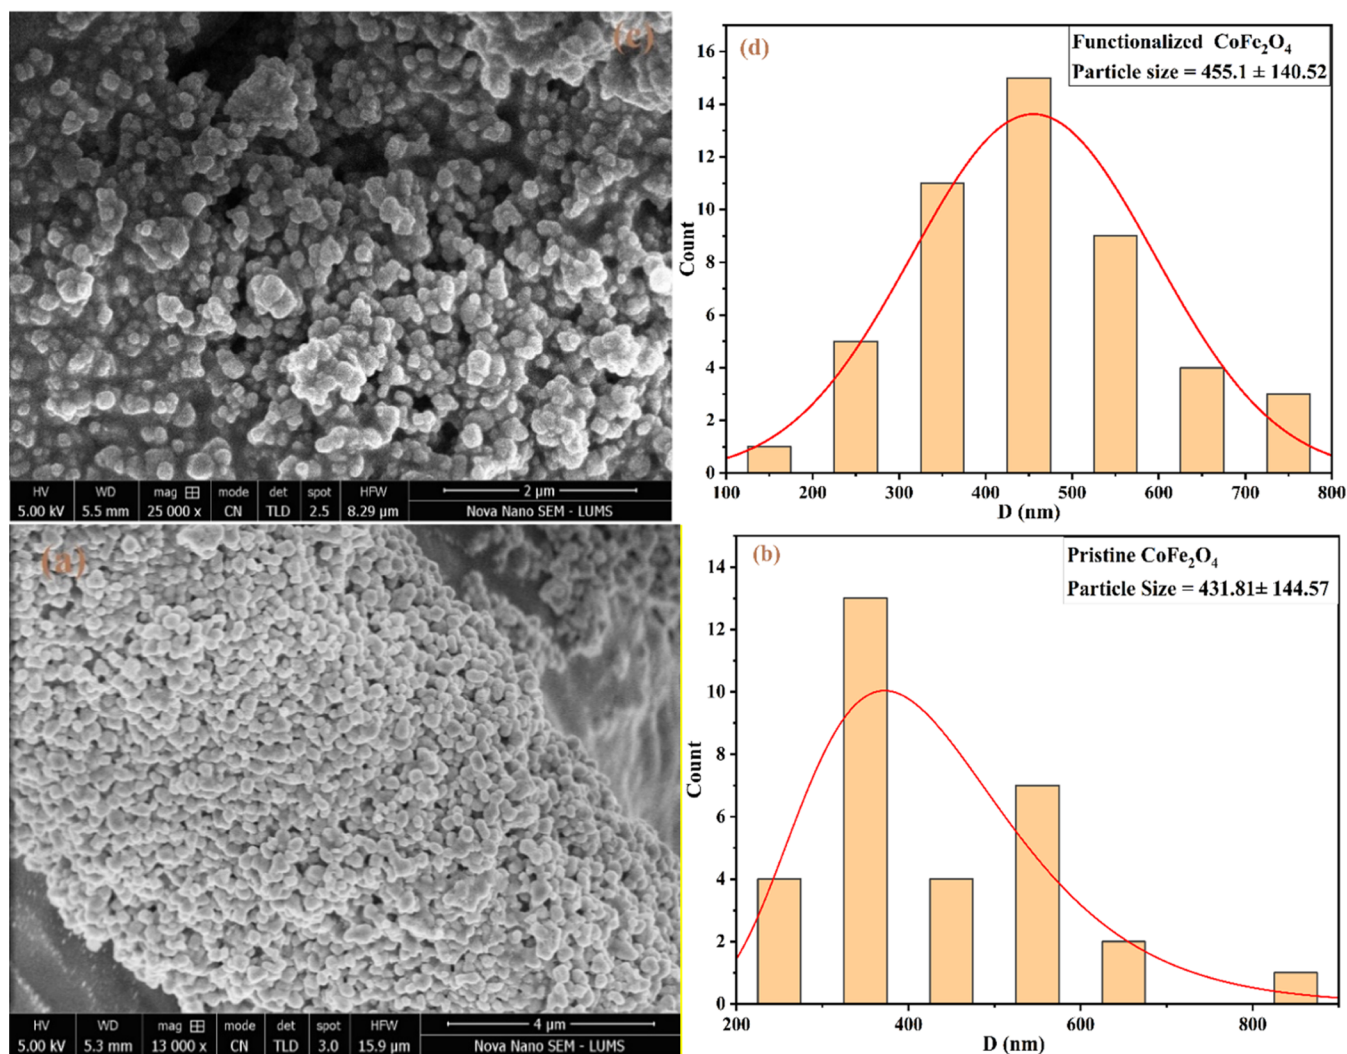 (c)
HV WD mag mode det spot HFW 2 µm
5.00 kV 5.5 mm 25 000 x CN TLD 2.5 8.29 µm Nova Nano SEM - LUMS
(d)
Functionalized CoFe₂O₄
Particle size = 455.1 ± 140.52
16
14
12
10
8
6
4
2
0
Count
100 200 300 400 500 600 700 800
D (nm)
(a)
HV WD mag mode det spot HFW 4 µm
5.00 kV 5.3 mm 13 000 x CN TLD 3.0 15.9 µm Nova Nano SEM - LUMS
(b)
Pristine CoFe₂O₄
Particle Size = 431.81± 144.57
14
12
10
8
6
4
2
0
Count
200 400 600 800
D (nm)